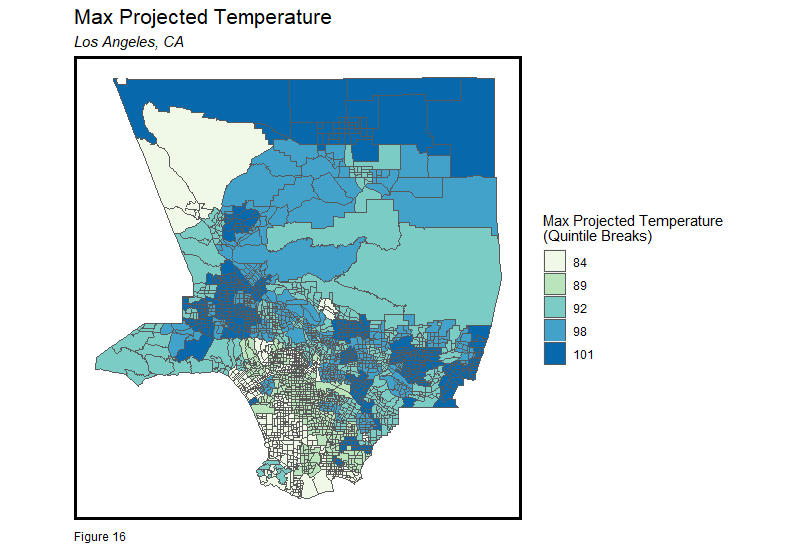 Max Projected Temperature
Los Angeles, CA
Max Projected Temperature
(Quintile Breaks)
84
89
92
98
101
Figure 16